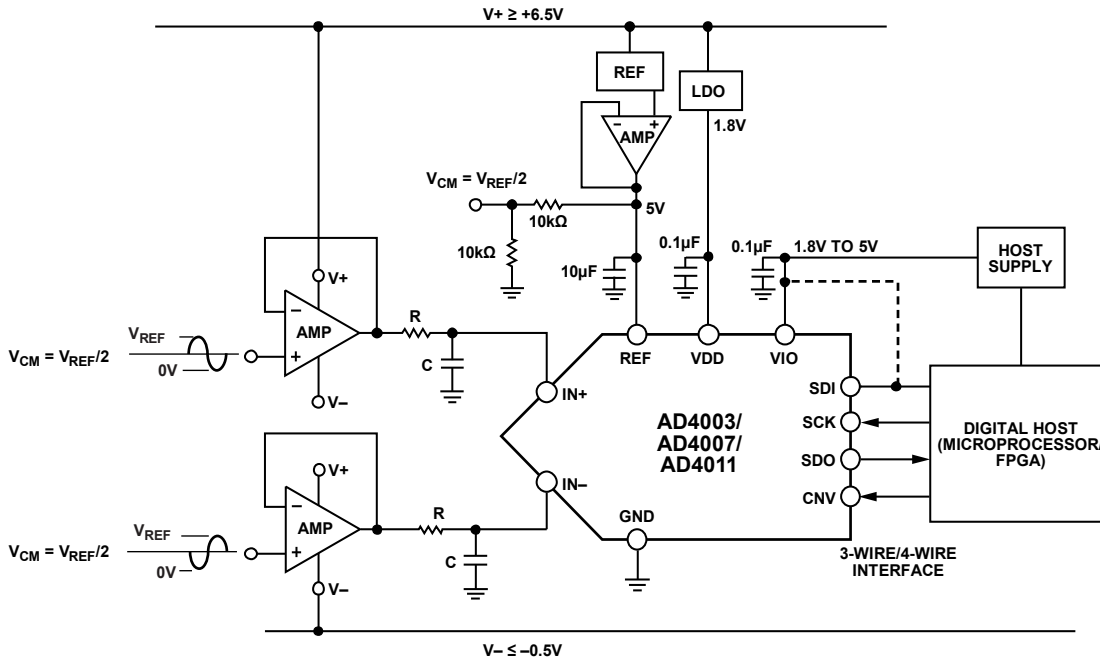 V+ ≥ +6.5V
REF
LDO
1.8V
– +
AMP
VCM = VREF/2
5V
10kΩ
10kΩ
10µF
0.1µF
0.1µF
1.8V TO 5V
HOST
SUPPLY
V+
–
AMP
+
V–
VREF
0V
VCM = VREF/2
R
C
REF
VDD
VIO
IN+
IN–
GND
AD4003/
AD4007/
AD4011
SDI
SCK
SDO
CNV
DIGITAL HOST
(MICROPROCESSOR/
FPGA)
3-WIRE/4-WIRE
INTERFACE
V+
–
AMP
+
V–
VREF
0V
VCM = VREF/2
R
C
V– ≤ –0.5V